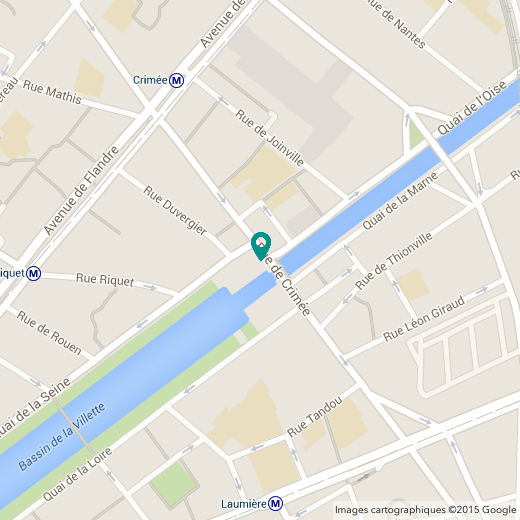 Avenue de
Rue de Nantes
Crimée M
Rue Mathis
Rue de Joinville
Quai de l'Oise
Avenue de Flandre
Rue Duvergier
Quai de la Marne
Rue de Thionville
Riquet M
Rue Riquet
Rue de Crimée
Rue de Rouen
Rue Léon Giraud
Quai de la Seine
Bassin de la Villette
Rue Tandou
Quai de la Loire
Laumière M
Images cartographiques ©2015 Google